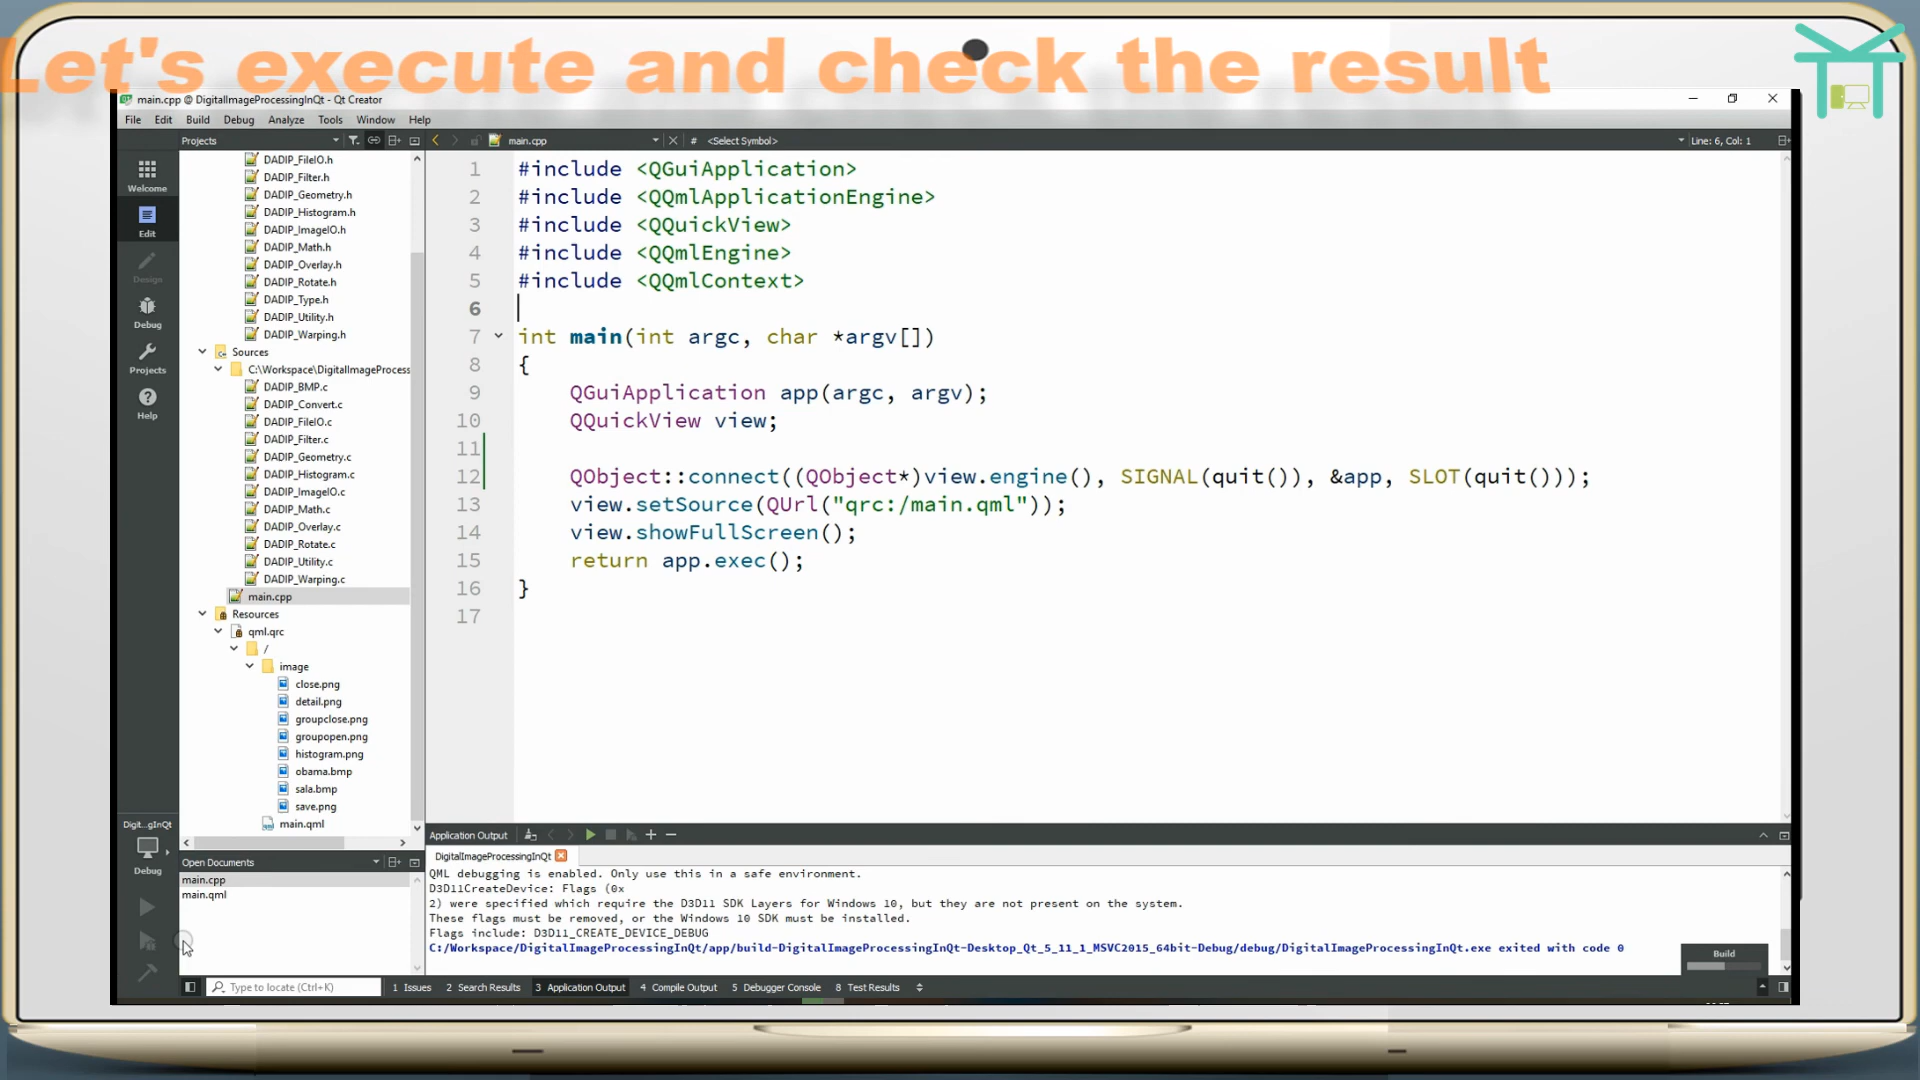 Let's execute and check the result
main.cpp @ DigitalImageProcessingInQt - Qt Creator
File Edit Build Debug Analyze Tools Window Help
Projects
main.cpp
# <Select Symbol>
Line: 6, Col: 1
Welcome
Edit
Design
Debug
Projects
Help
DADIP_FileIO.h
DADIP_Filter.h
DADIP_Geometry.h
DADIP_Histogram.h
DADIP_ImageIO.h
DADIP_Math.h
DADIP_Overlay.h
DADIP_Rotate.h
DADIP_Type.h
DADIP_Utility.h
DADIP_Warping.h
Sources
C:\Workspace\DigitalImageProcess
DADIP_BMP.c
DADIP_Convert.c
DADIP_FileIO.c
DADIP_Filter.c
DADIP_Geometry.c
DADIP_Histogram.c
DADIP_ImageIO.c
DADIP_Math.c
DADIP_Overlay.c
DADIP_Rotate.c
DADIP_Utility.c
DADIP_Warping.c
main.cpp
Resources
qml.qrc
/
image
close.png
detail.png
groupclose.png
groupopen.png
histogram.png
obama.bmp
sala.bmp
save.png
main.qml
1 #include <QGuiApplication>
2 #include <QQmlApplicationEngine>
3 #include <QQuickView>
4 #include <QQmlEngine>
5 #include <QQmlContext>
6
7 int main(int argc, char *argv[])
8 {
9 QGuiApplication app(argc, argv);
10 QQuickView view;
11
12 QObject::connect((QObject*)view.engine(), SIGNAL(quit()), &app, SLOT(quit()));
13 view.setSource(QUrl("qrc:/main.qml"));
14 view.showFullScreen();
15 return app.exec();
16 }
17
Digit...gInQt
Debug
Open Documents
main.cpp
main.qml
Application Output
DigitalImageProcessingInQt
QML debugging is enabled. Only use this in a safe environment.
D3D11CreateDevice: Flags (0x
2) were specified which require the D3D11 SDK Layers for Windows 10, but they are not present on the system.
These flags must be removed, or the Windows 10 SDK must be installed.
Flags include: D3D11_CREATE_DEVICE_DEBUG
C:/Workspace/DigitalImageProcessingInQt/app/build-DigitalImageProcessingInQt-Desktop_Qt_5_11_1_MSVC2015_64bit-Debug/debug/DigitalImageProcessingInQt.exe exited with code 0
Build
Type to locate (Ctrl+K)
1 Issues 2 Search Results 3 Application Output 4 Compile Output 5 Debugger Console 8 Test Results